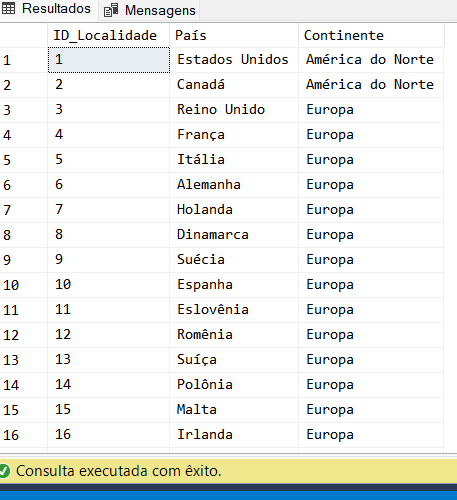 Resultados Mensagens
ID_Localidade País Continente
1 1 Estados Unidos América do Norte
2 2 Canadá América do Norte
3 3 Reino Unido Europa
4 4 França Europa
5 5 Itália Europa
6 6 Alemanha Europa
7 7 Holanda Europa
8 8 Dinamarca Europa
9 9 Suécia Europa
10 10 Espanha Europa
11 11 Eslovênia Europa
12 12 Romênia Europa
13 13 Suíça Europa
14 14 Polônia Europa
15 15 Malta Europa
16 16 Irlanda Europa
Consulta executada com êxito.